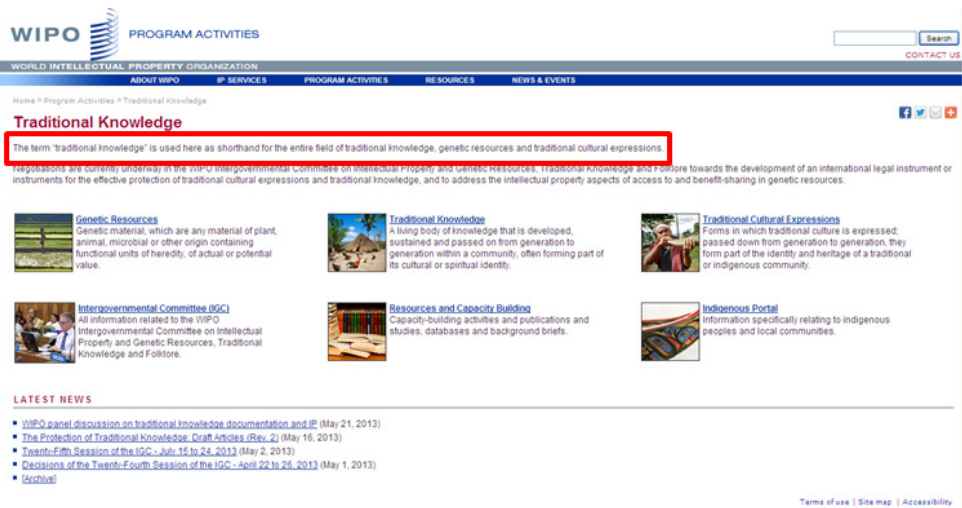 WIPO
PROGRAM ACTIVITIES
Search
CONTACT US
WORLD INTELLECTUAL PROPERTY ORGANIZATION
ABOUT WIPO IP SERVICES PROGRAM ACTIVITIES RESOURCES NEWS & EVENTS
Home > Program Activities > Traditional Knowledge
Traditional Knowledge
The term "traditional knowledge" is used here as shorthand for the entire field of traditional knowledge, genetic resources and traditional cultural expressions.
Negotiations are currently underway in the WIPO Intergovernmental Committee on Intellectual Property and Genetic Resources, Traditional Knowledge and Folklore towards the development of an international legal instrument or
instruments for the effective protection of traditional cultural expressions and traditional knowledge, and to address the intellectual property aspects of access to and benefit-sharing in genetic resources.
Genetic Resources
Genetic material, which are any material of plant,
animal, microbial or other origin containing
functional units of heredity, of actual or potential
value.
Traditional Knowledge
A living body of knowledge that is developed,
sustained and passed on from generation to
generation within a community, often forming part of
its cultural or spiritual identity.
Traditional Cultural Expressions
Forms in which traditional culture is expressed;
passed down from generation to generation, they
form part of the identity and heritage of a traditional
or indigenous community.
Intergovernmental Committee (IGC)
All information related to the WIPO
Intergovernmental Committee on Intellectual
Property and Genetic Resources, Traditional
Knowledge and Folklore.
Resources and Capacity Building
Capacity-building activities and publications and
studies, databases and background briefs.
Indigenous Portal
Information specifically relating to indigenous
peoples and local communities.
LATEST NEWS
WIPO panel discussion on traditional knowledge documentation and IP (May 21, 2013)
The Protection of Traditional Knowledge: Draft Articles (Rev. 2) (May 16, 2013)
Twenty-Fifth Session of the IGC - July 15 to 24, 2013 (May 2, 2013)
Decisions of the Twenty-Fourth Session of the IGC - April 22 to 26, 2013 (May 1, 2013)
[Archive]
Terms of use | Site map | Accessibility